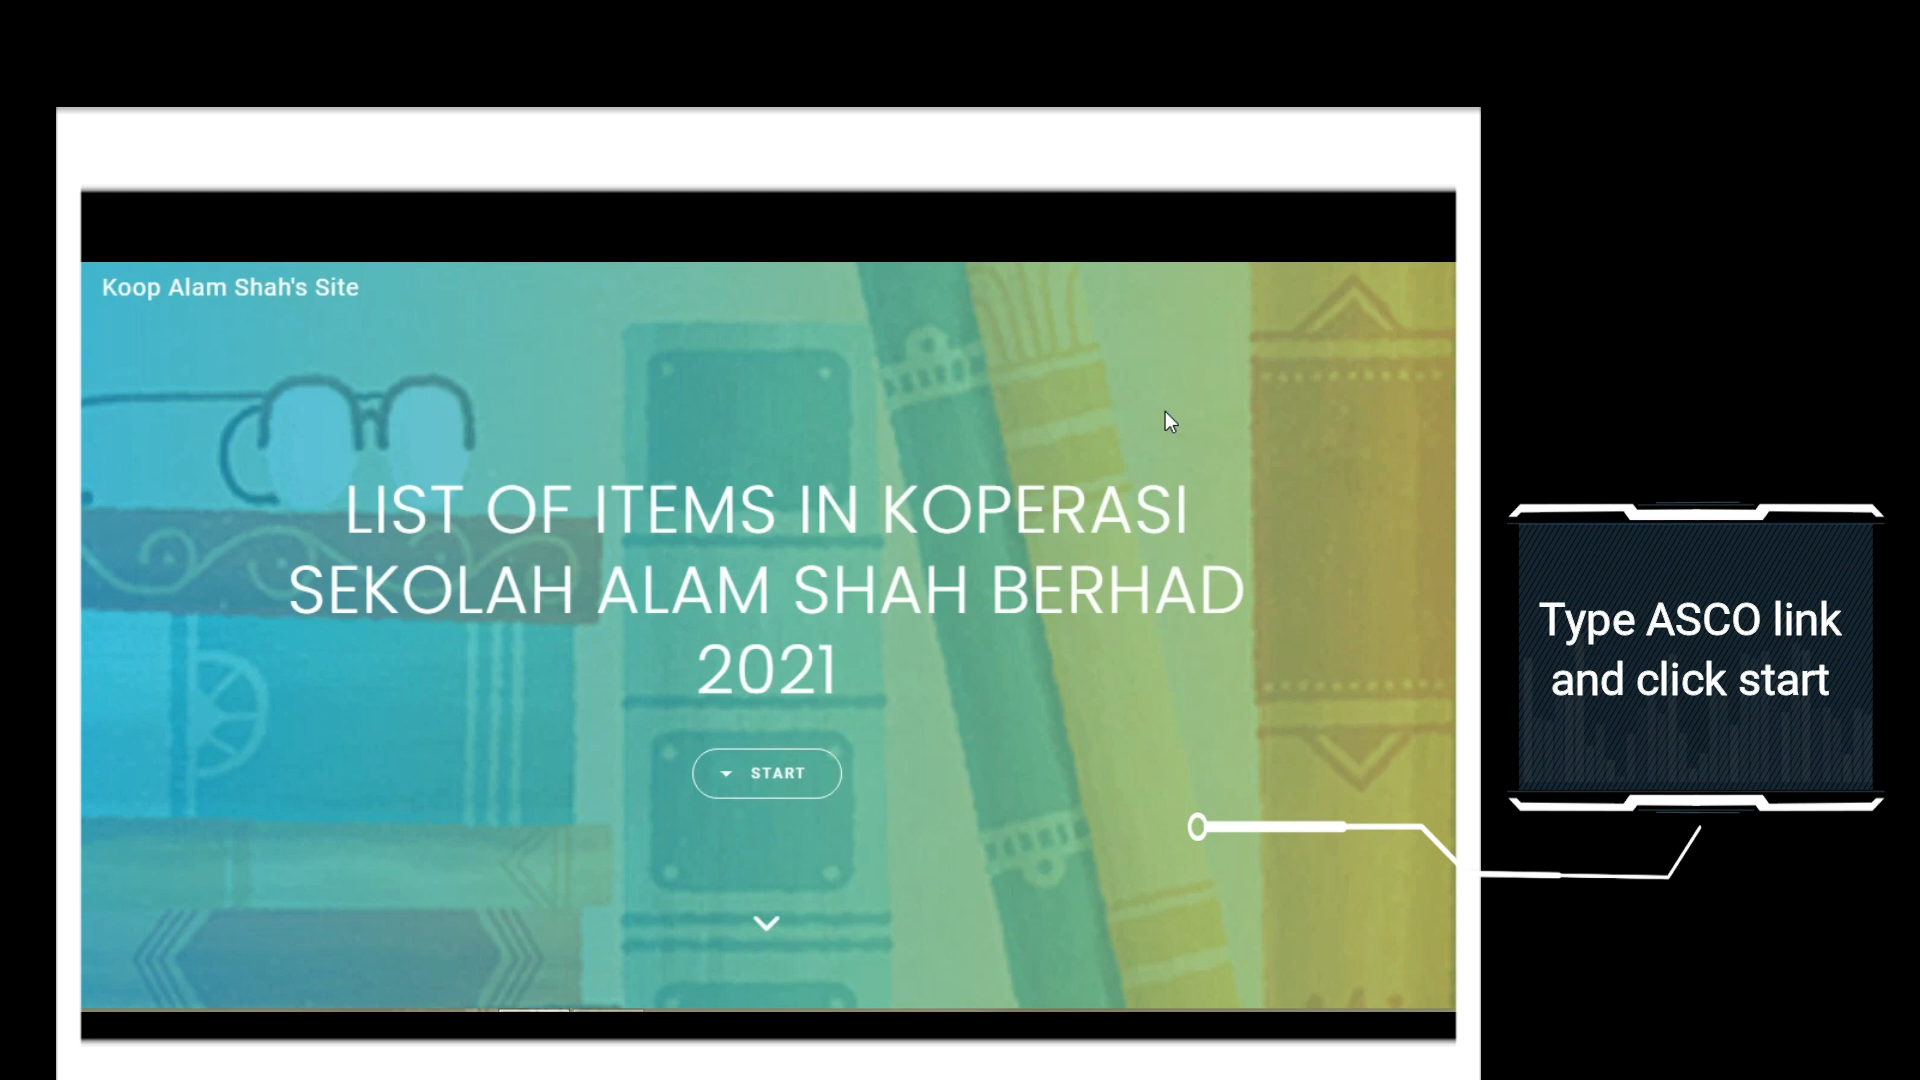 Koop Alam Shah's Site
LIST OF ITEMS IN KOPERASI
SEKOLAH ALAM SHAH BERHAD
2021
START
Type ASCO link
and click start